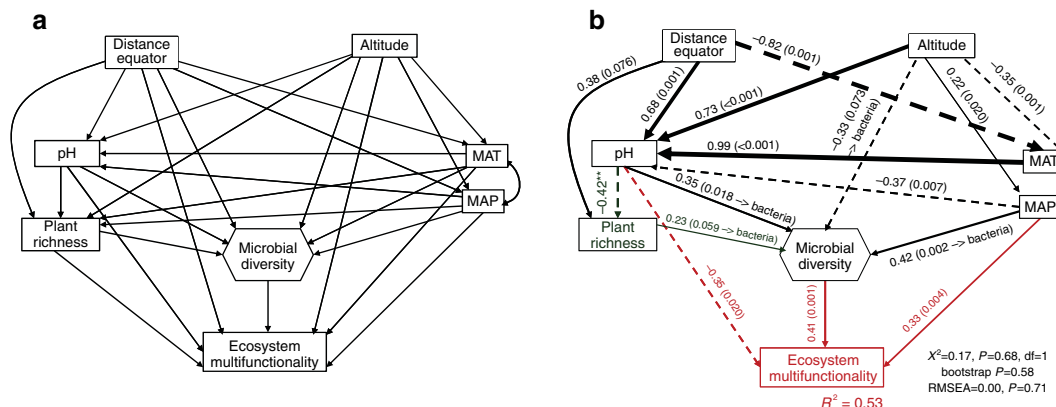 a
Distance
equator
Altitude
pH
MAT
MAP
Plant
richness
Microbial
diversity
Ecosystem
multifunctionality
b
Distance
equator
Altitude
−0.82 (0.001)
0.38 (0.076)
0.68 (0.001)
0.73 (<0.001)
−0.33 (0.073
–> bacteria)
0.22 (0.020)
−0.35 (0.001)
pH
0.99 (<0.001)
MAT
−0.37 (0.007)
MAP
−0.42**
0.35 (0.018 –> bacteria)
Plant
richness
0.23 (0.059 –> bacteria)
Microbial
diversity
0.42 (0.002 –> bacteria)
−0.35 (0.020)
0.41 (0.001)
0.33 (0.004)
Ecosystem
multifunctionality
R² = 0.53
X²=0.17, P=0.68, df=1
bootstrap P=0.58
RMSEA=0.00, P=0.71